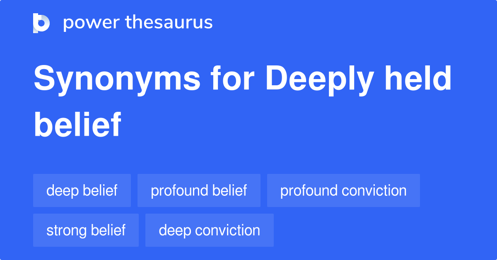 power thesaurus
Synonyms for Deeply held
belief
deep belief profound belief profound conviction
strong belief deep conviction